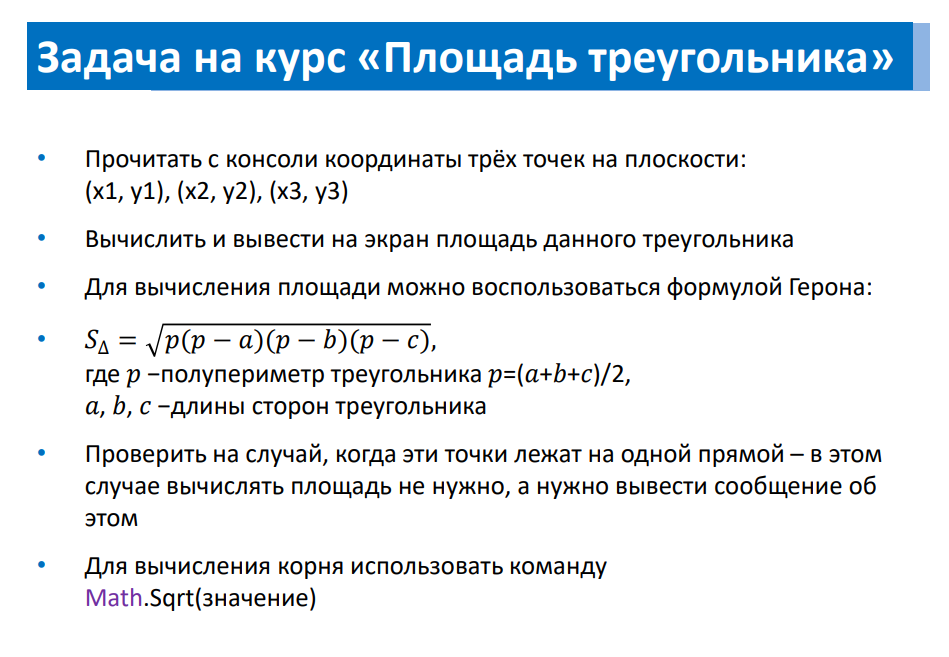 Задача на курс «Площадь треугольника»
• Прочитать с консоли координаты трёх точек на плоскости:
(x1, y1), (x2, y2), (x3, y3)
• Вычислить и вывести на экран площадь данного треугольника
• Для вычисления площади можно воспользоваться формулой Герона:
• S_Δ = √(p(p − a)(p − b)(p − c)),
где p −полупериметр треугольника p=(a+b+c)/2,
a, b, c −длины сторон треугольника
• Проверить на случай, когда эти точки лежат на одной прямой – в этом
случае вычислять площадь не нужно, а нужно вывести сообщение об
этом
• Для вычисления корня использовать команду
Math.Sqrt(значение)